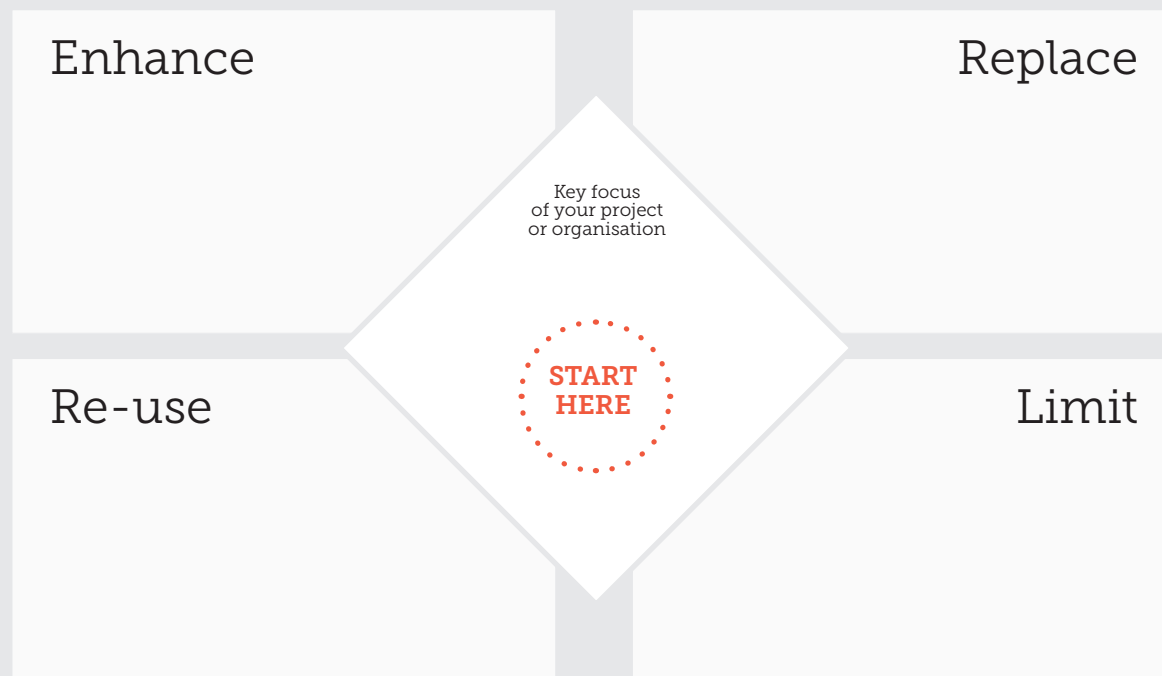 Enhance
Replace
Key focus
of your project
or organisation
START
HERE
Re-use
Limit